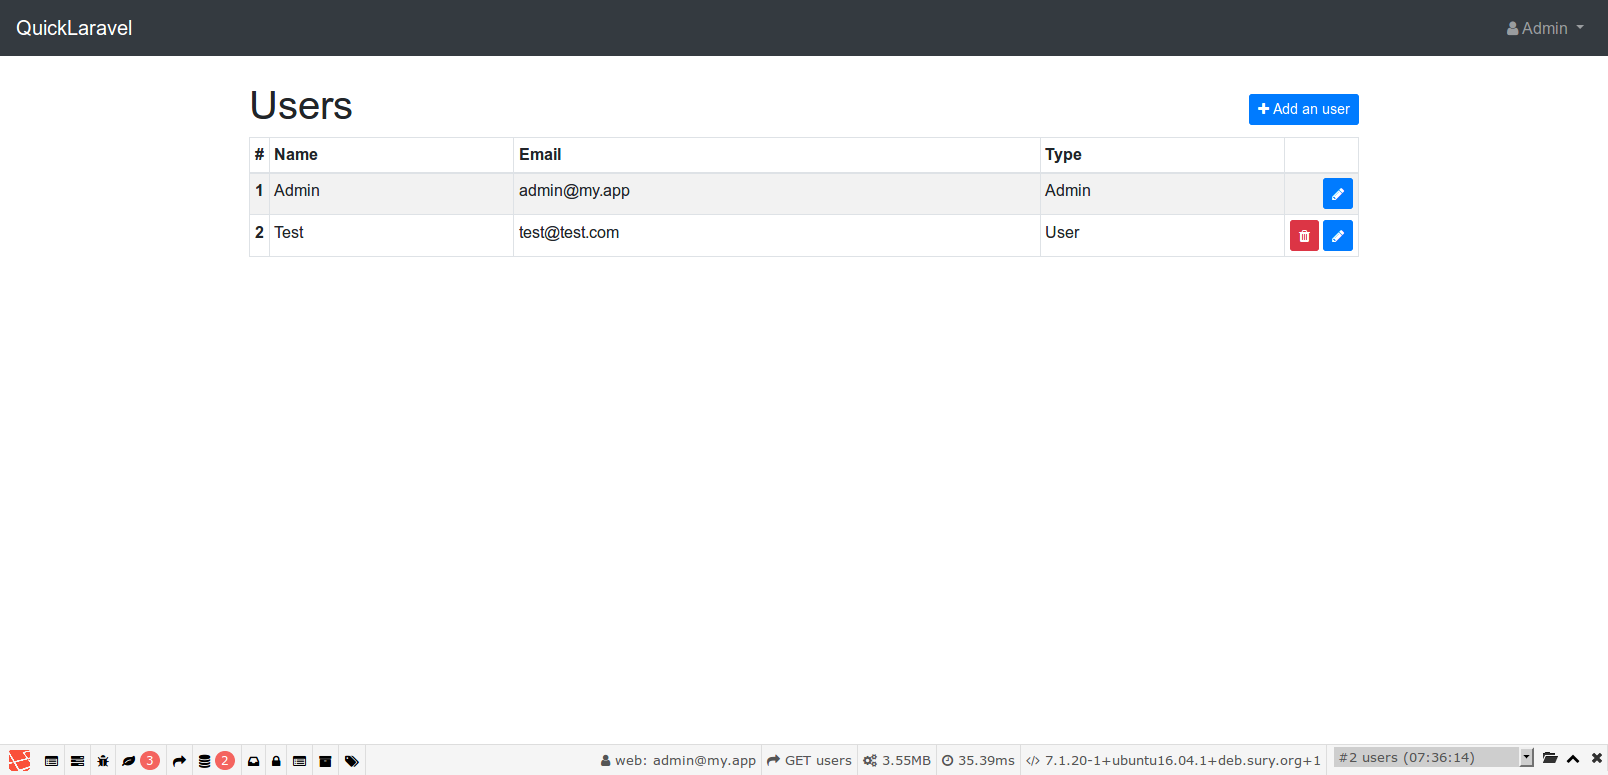 QuickLaravel Admin
Users
Add an user
# Name Email Type
1 Admin admin@my.app Admin
2 Test test@test.com User
3 2 web: admin@my.app GET users 3.55MB 35.39ms 7.1.20-1+ubuntu16.04.1+deb.sury.org+1 #2 users (07:36:14)